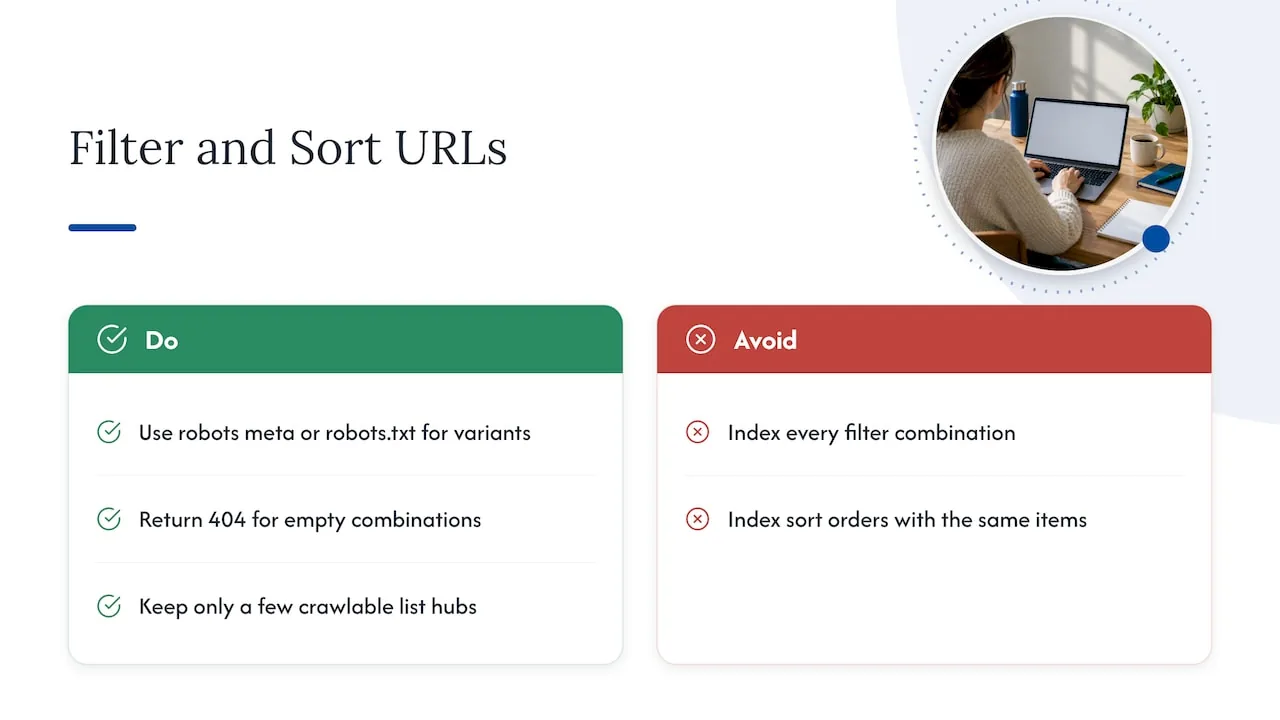 Filter and Sort URLs
Do
Use robots meta or robots.txt for variants
Return 404 for empty combinations
Keep only a few crawlable list hubs
Avoid
Index every filter combination
Index sort orders with the same items